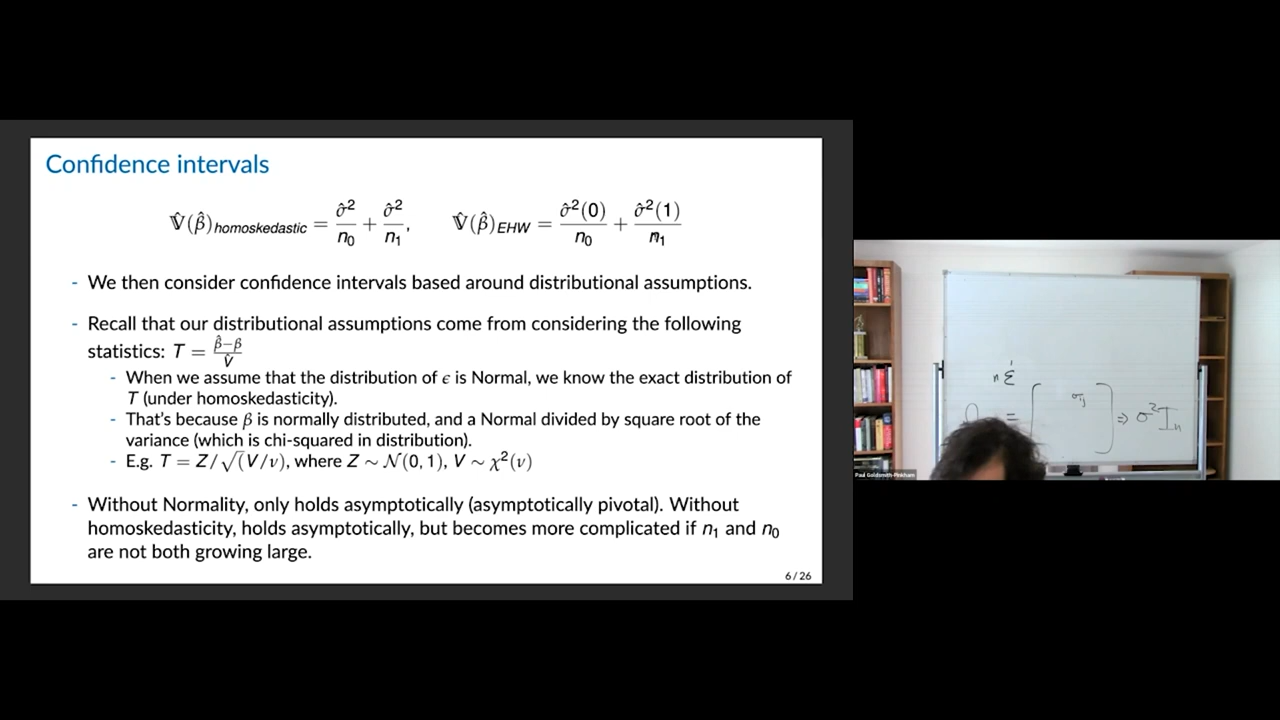 Confidence intervals
V̂(β̂)homoskedastic = σ̂²/n₀ + σ̂²/n₁, V̂(β̂)EHW = σ̂²(0)/n₀ + σ̂²(1)/n₁
- We then consider confidence intervals based around distributional assumptions.
- Recall that our distributional assumptions come from considering the following
statistics: T = (β̂−β)/V̂
- When we assume that the distribution of ϵ is Normal, we know the exact distribution of
T (under homoskedasticity).
- That's because β is normally distributed, and a Normal divided by square root of the
variance (which is chi-squared in distribution).
- E.g. T = Z/√(V/ν), where Z ∼ N(0, 1), V ∼ χ²(ν)
- Without Normality, only holds asymptotically (asymptotically pivotal). Without
homoskedasticity, holds asymptotically, but becomes more complicated if n₁ and n₀
are not both growing large.
6 / 26
Paul Goldsmith-Pinkham
= [ σij ] ⇒ σ²Iₙ